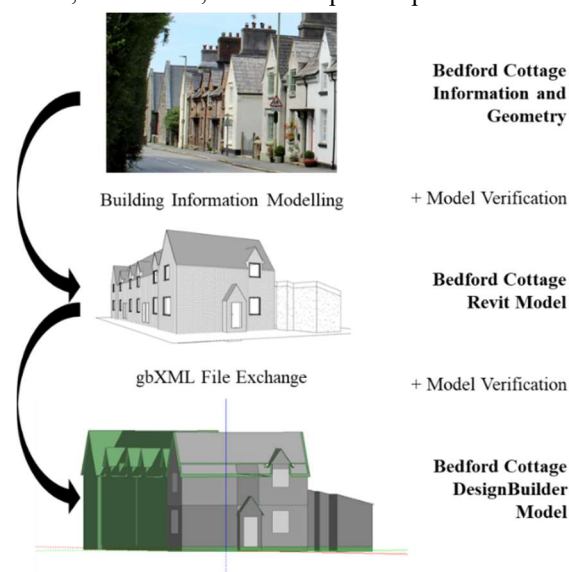 Bedford Cottage
Information and
Geometry
Building Information Modelling
+ Model Verification
Bedford Cottage
Revit Model
gbXML File Exchange
+ Model Verification
Bedford Cottage
DesignBuilder
Model